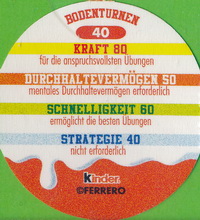 BODENTURNEN
40
KRAFT 80
für die anspruchsvollsten Übungen
DURCHHALTEVERMÖGEN 50
mentales Durchhaltevermögen erforderlich
SCHNELLIGKEIT 60
ermöglicht die besten Übungen
STRATEGIE 40
nicht erforderlich
Kinder
©FERRERO